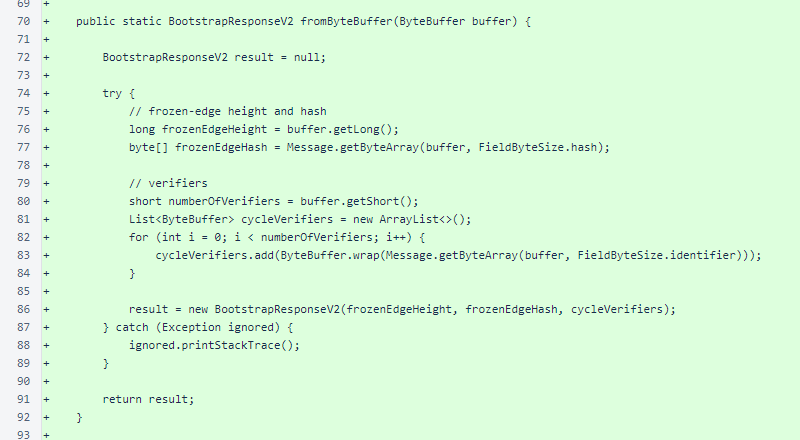 69 +
70 + public static BootstrapResponseV2 fromByteBuffer(ByteBuffer buffer) {
71 +
72 + BootstrapResponseV2 result = null;
73 +
74 + try {
75 + // frozen-edge height and hash
76 + long frozenEdgeHeight = buffer.getLong();
77 + byte[] frozenEdgeHash = Message.getByteArray(buffer, FieldByteSize.hash);
78 +
79 + // verifiers
80 + short numberOfVerifiers = buffer.getShort();
81 + List<ByteBuffer> cycleVerifiers = new ArrayList<>();
82 + for (int i = 0; i < numberOfVerifiers; i++) {
83 + cycleVerifiers.add(ByteBuffer.wrap(Message.getByteArray(buffer, FieldByteSize.identifier)));
84 + }
85 +
86 + result = new BootstrapResponseV2(frozenEdgeHeight, frozenEdgeHash, cycleVerifiers);
87 + } catch (Exception ignored) {
88 + ignored.printStackTrace();
89 + }
90 +
91 + return result;
92 + }
93 +